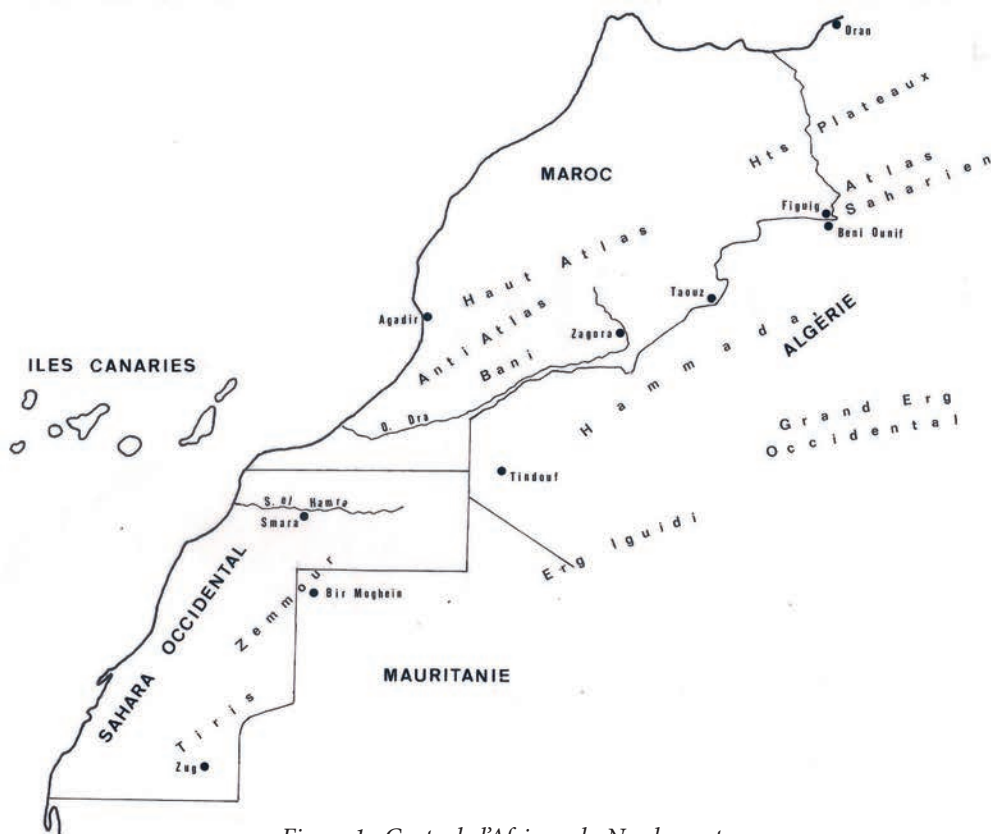 Oran
Hts Plateaux
MAROC
Atlas
Saharien
Figuig
Beni Ounif
Haut Atlas
Taouz
Agadir
Anti Atlas
Zagora
Bani
Hammada
ALGÉRIE
ILES CANARIES
O. Dra
Grand Erg
Occidental
Tindouf
S. el Hamra
Smara
Erg Iguidi
Zemmour
Bir Moghein
SAHARA OCCIDENTAL
MAURITANIE
Tiris
Zug